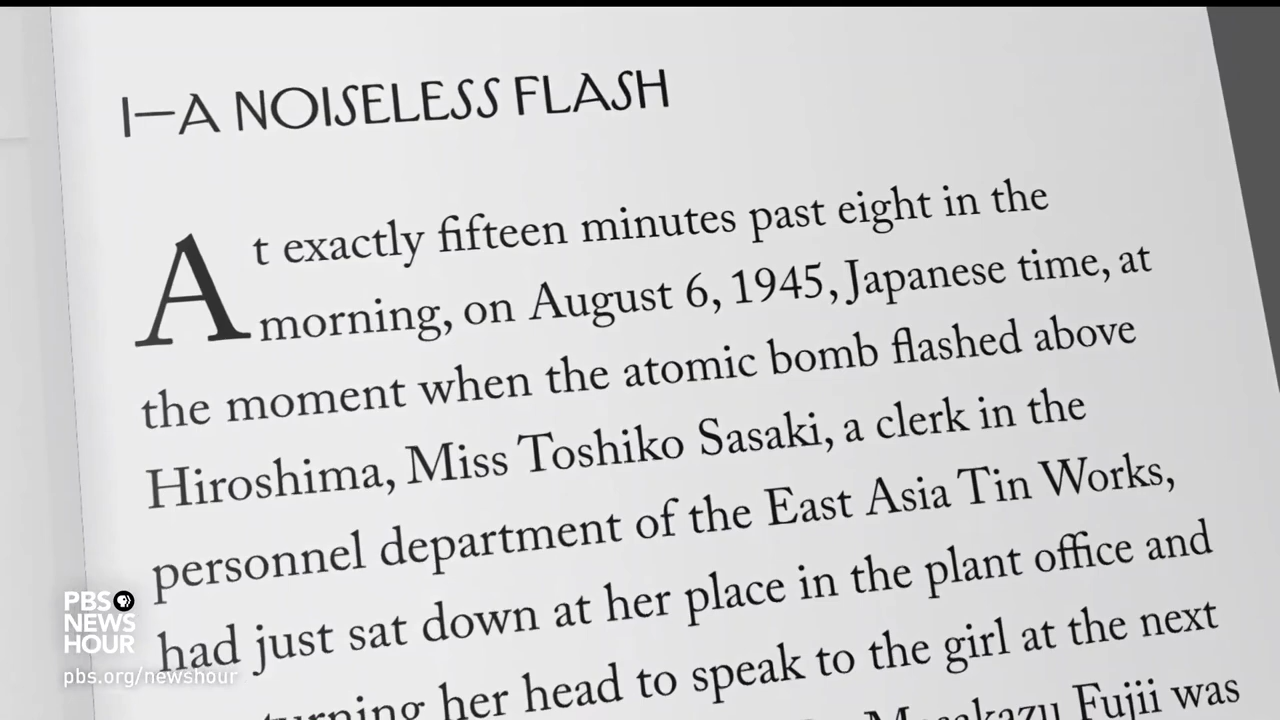 I—A NOISELESS FLASH
At exactly fifteen minutes past eight in the
morning, on August 6, 1945, Japanese time, at
the moment when the atomic bomb flashed above
Hiroshima, Miss Toshiko Sasaki, a clerk in the
personnel department of the East Asia Tin Works,
had just sat down at her place in the plant office and
turning her head to speak to the girl at the next
Masakazu Fujii was
PBS
NEWS
HOUR
pbs.org/newshour